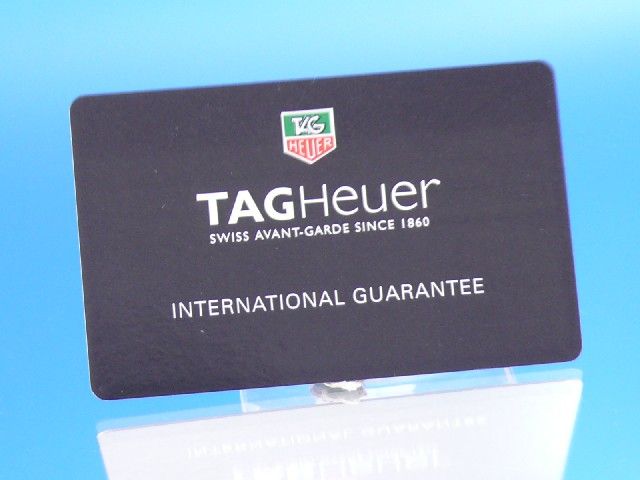 TAG
HEUER
TAGHeuer
SWISS AVANT-GARDE SINCE 1860
INTERNATIONAL GUARANTEE